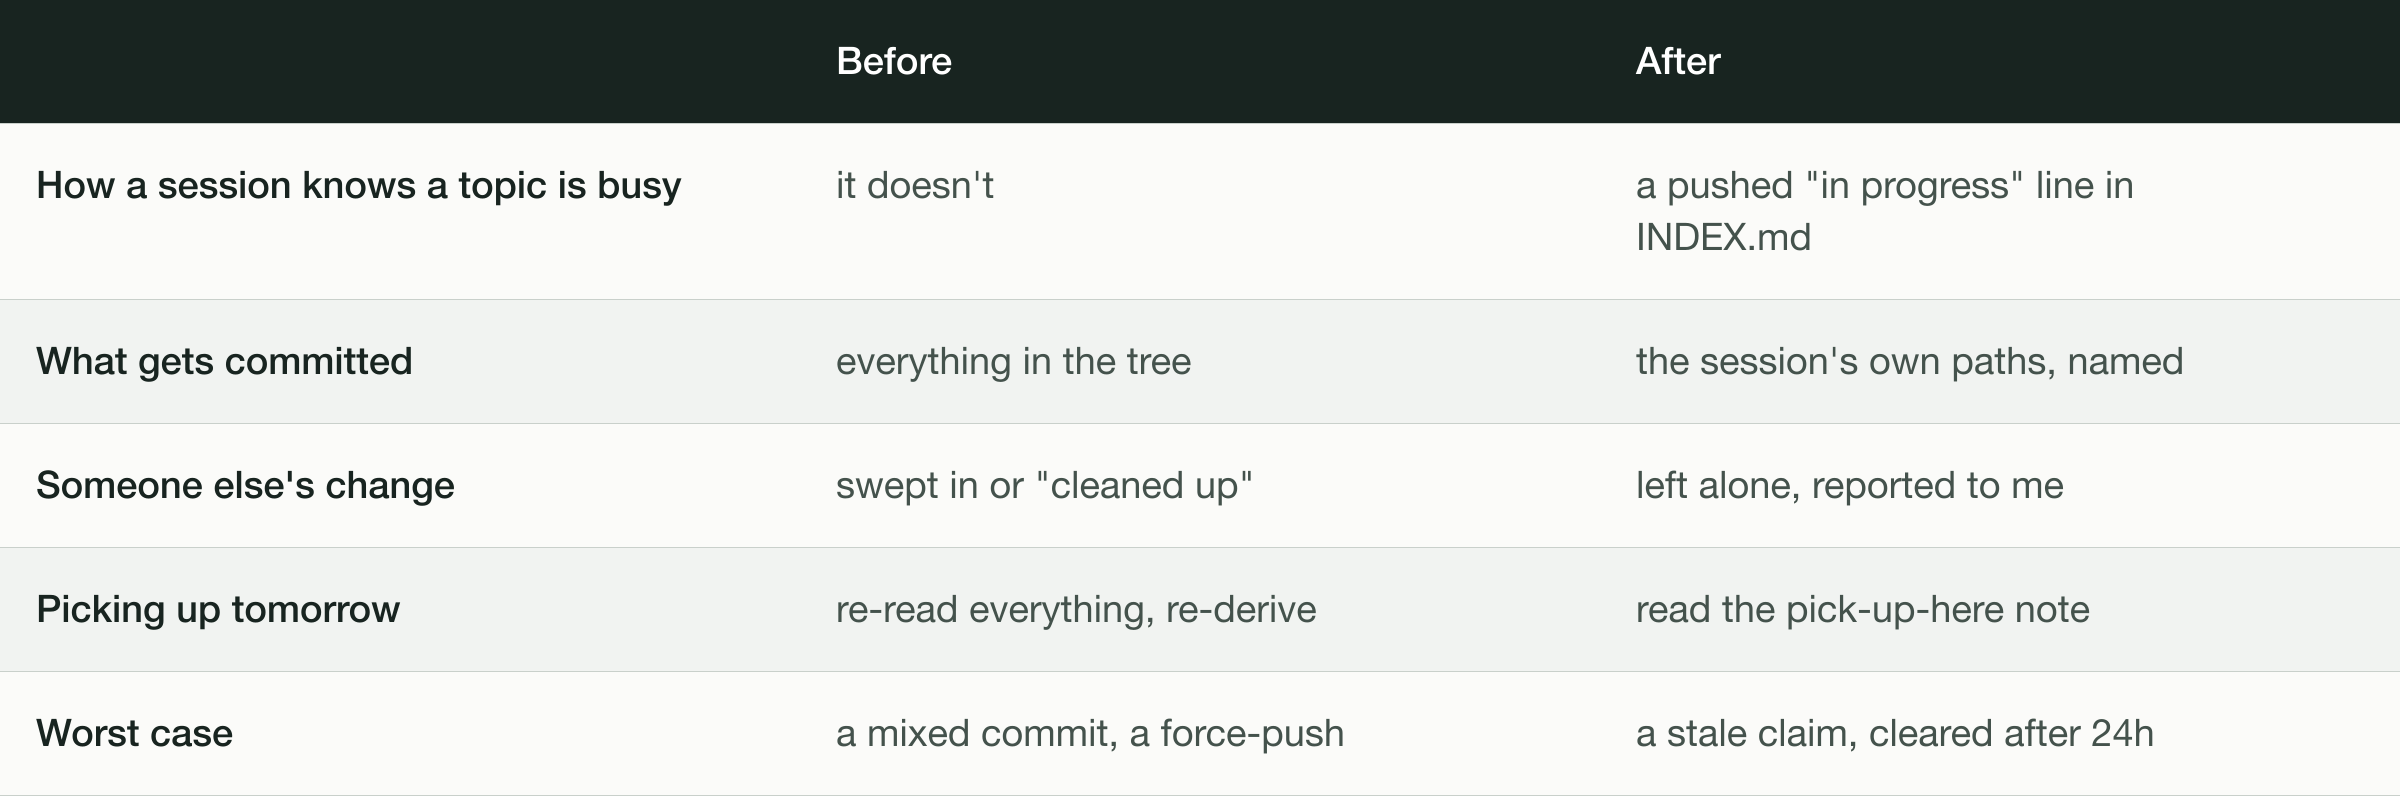 Before After
How a session knows a topic is busy it doesn't a pushed "in progress" line in
INDEX.md
What gets committed everything in the tree the session's own paths, named
Someone else's change swept in or "cleaned up" left alone, reported to me
Picking up tomorrow re-read everything, re-derive read the pick-up-here note
Worst case a mixed commit, a force-push a stale claim, cleared after 24h